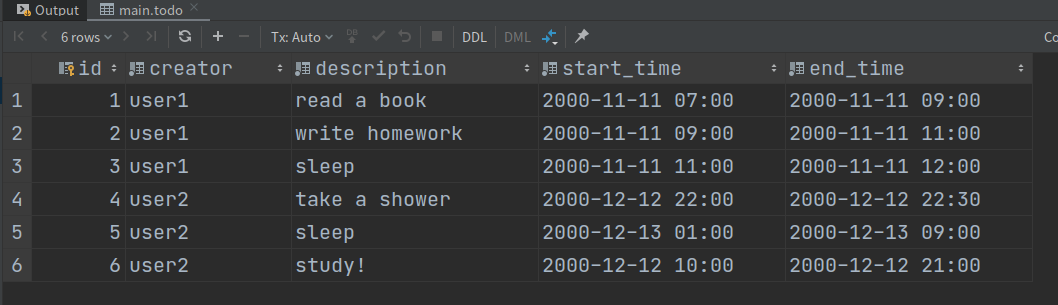 Output main.todo
6 rows Tx: Auto DB DDL DML Co
id creator description start_time end_time
1 1 user1 read a book 2000-11-11 07:00 2000-11-11 09:00
2 2 user1 write homework 2000-11-11 09:00 2000-11-11 11:00
3 3 user1 sleep 2000-11-11 11:00 2000-11-11 12:00
4 4 user2 take a shower 2000-12-12 22:00 2000-12-12 22:30
5 5 user2 sleep 2000-12-13 01:00 2000-12-13 09:00
6 6 user2 study! 2000-12-12 10:00 2000-12-12 21:00